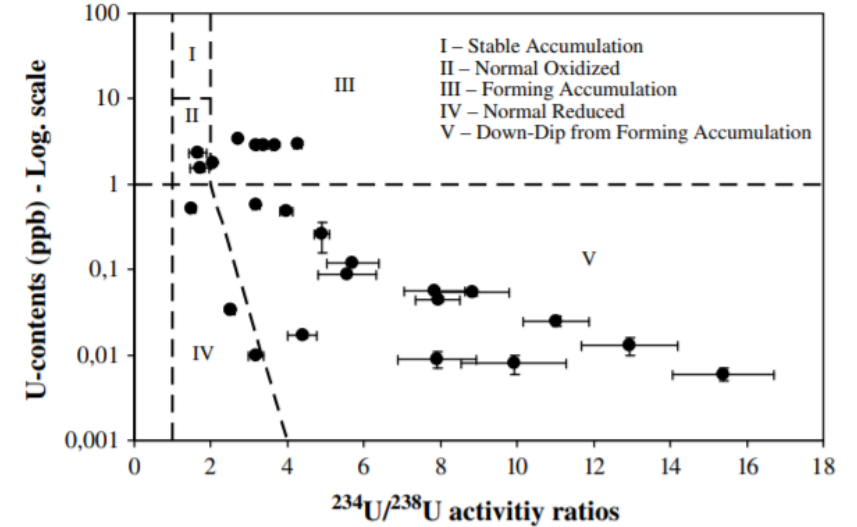 100
10
1
0,1
0,01
0,001
U-contents (ppb) - Log. scale
I
II
III
IV
V
I – Stable Accumulation
II – Normal Oxidized
III – Forming Accumulation
IV – Normal Reduced
V – Down-Dip from Forming Accumulation
0 2 4 6 8 10 12 14 16 18
²³⁴U/²³⁸U activitiy ratios